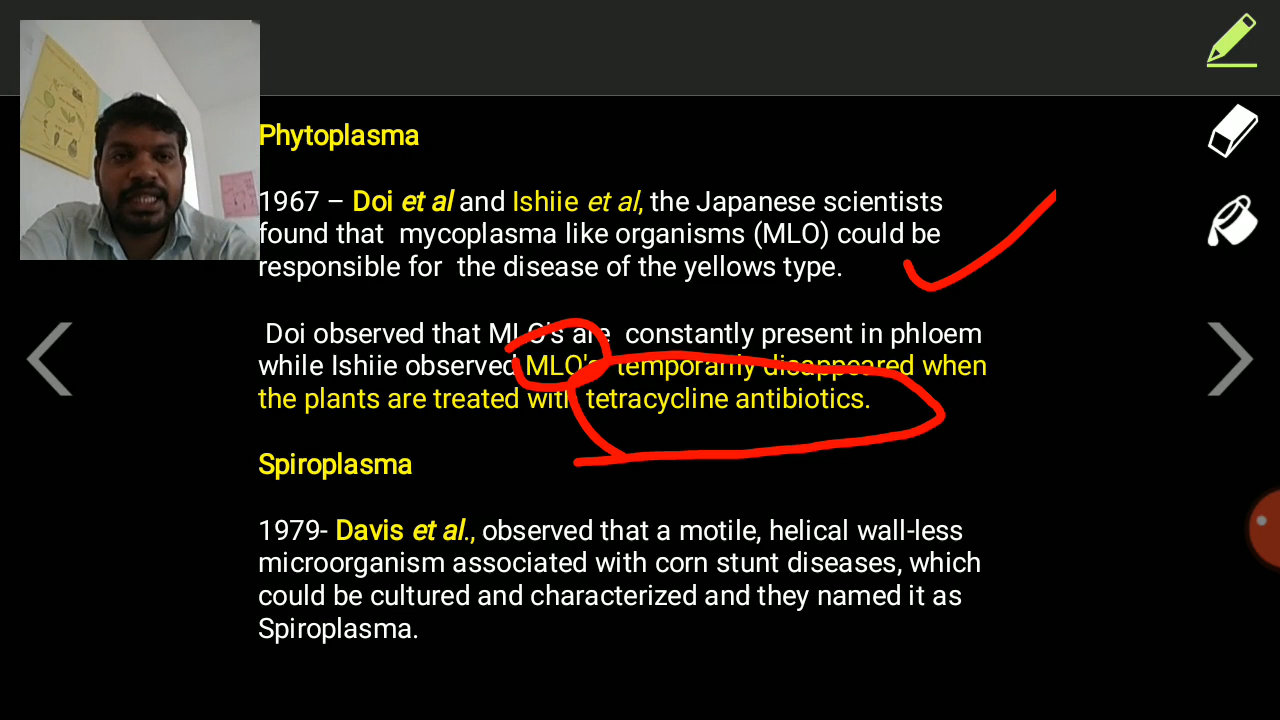 Phytoplasma
1967 – Doi et al and Ishiie et al, the Japanese scientists
found that mycoplasma like organisms (MLO) could be
responsible for the disease of the yellows type.
Doi observed that MLO's are constantly present in phloem
while Ishiie observed MLO's temporarily disappeared when
the plants are treated with tetracycline antibiotics.
Spiroplasma
1979- Davis et al., observed that a motile, helical wall-less
microorganism associated with corn stunt diseases, which
could be cultured and characterized and they named it as
Spiroplasma.